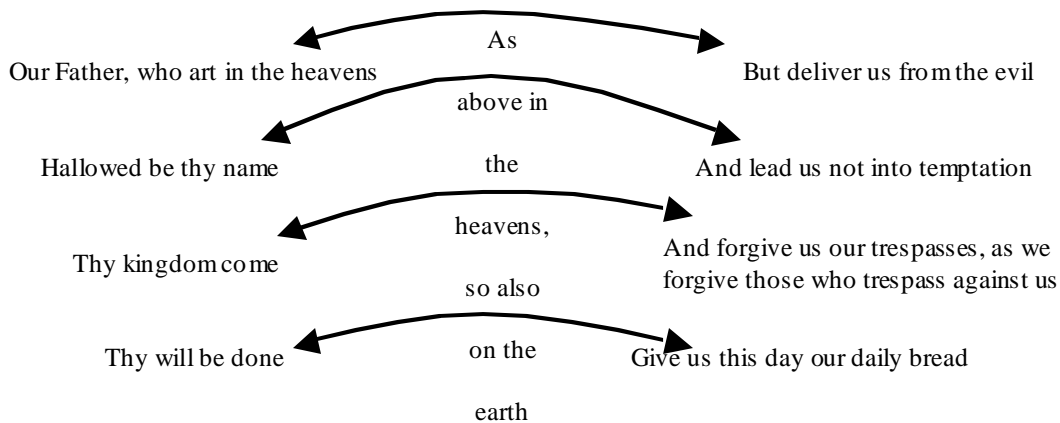 As
Our Father, who art in the heavens
But deliver us from the evil
above in
Hallowed be thy name
the
And lead us not into temptation
heavens,
Thy kingdom come
And forgive us our trespasses, as we
forgive those who trespass against us
so also
Thy will be done
on the
Give us this day our daily bread
earth